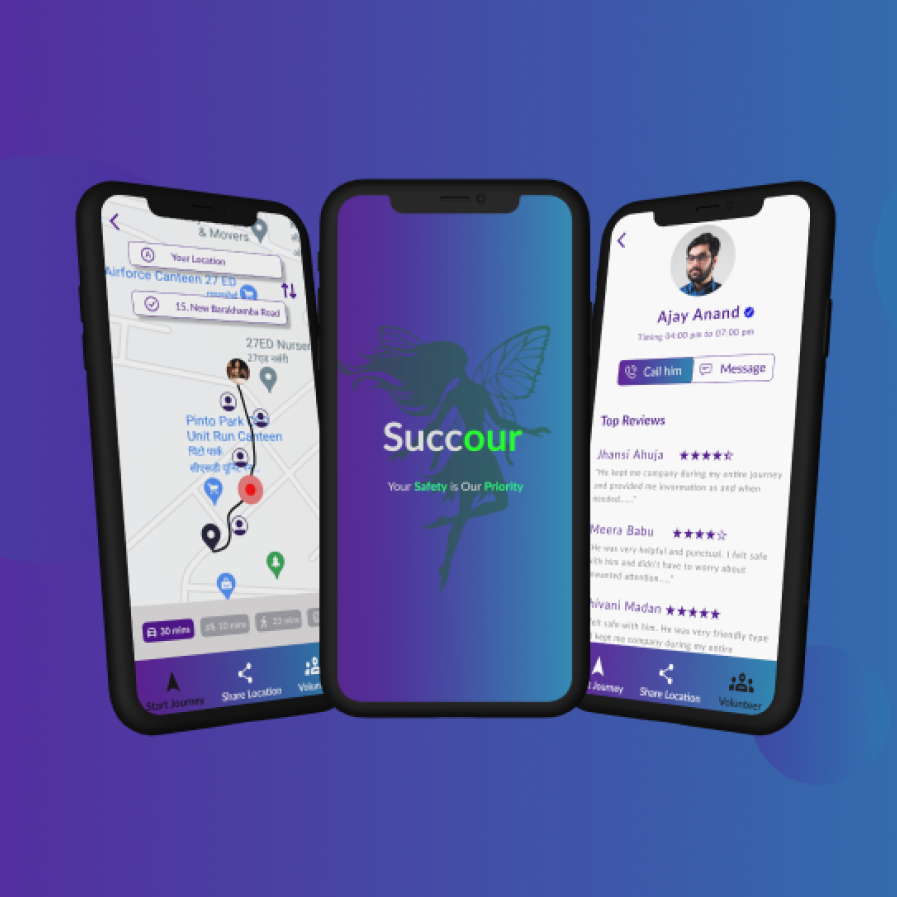 & Movers
Your Location
Airforce Canteen 27 ED
15, New Barakhamba Road
27ED Nurser
27एड नर्सरी
Pinto Park
Unit Run Canteen
पिंटो पार्क
सीएसडी यूनिट रन
30 mins
10 mins
Start Journey
Share Location
Volun
Succour
Your Safety is Our Priority
Ajay Anand
Timing 04:00 pm to 07:00 pm
Call him
Message
Top Reviews
Jhansi Ahuja
"He kept me company during my entire journey
and provided me invormation as and when
needed....."
Meera Babu
He was very helpful and punctual. I felt safe
with him and didn't have to worry about
unwanted attention....."
hivani Madan
felt safe with him. He was very friendly type
kept me company during my entire
t Journey
Share Location
Volunteer